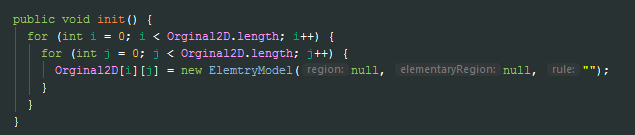 public void init() {
for (int i = 0; i < Orginal2D.length; i++) {
for (int j = 0; j < Orginal2D.length; j++) {
Orginal2D[i][j] = new ElemtryModel( region: null, elementaryRegion: null, rule: "");
}
}
}